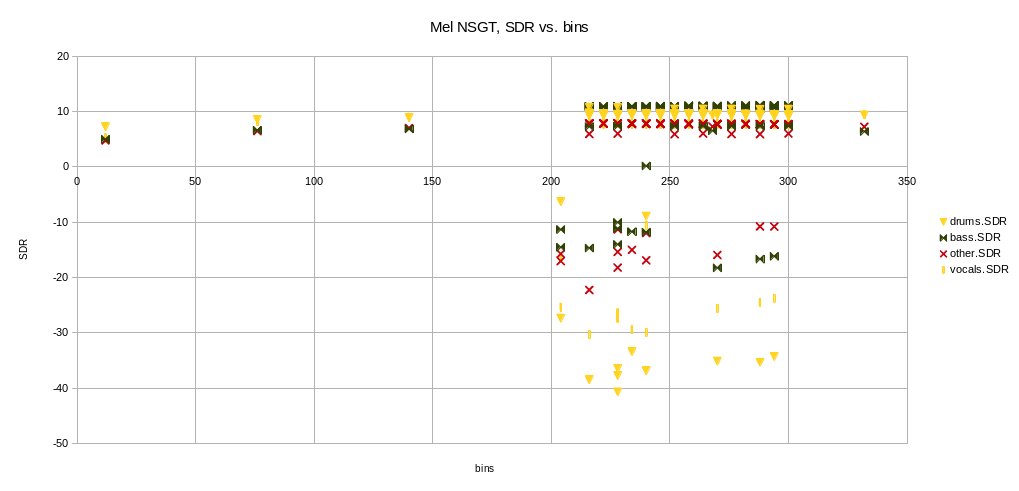 Mel NSGT, SDR vs. bins
20
10
0
0 50 100 150 200 250 300 350
-10
-20
-30
-40
-50
SDR
bins
drums.SDR
bass.SDR
other.SDR
vocals.SDR